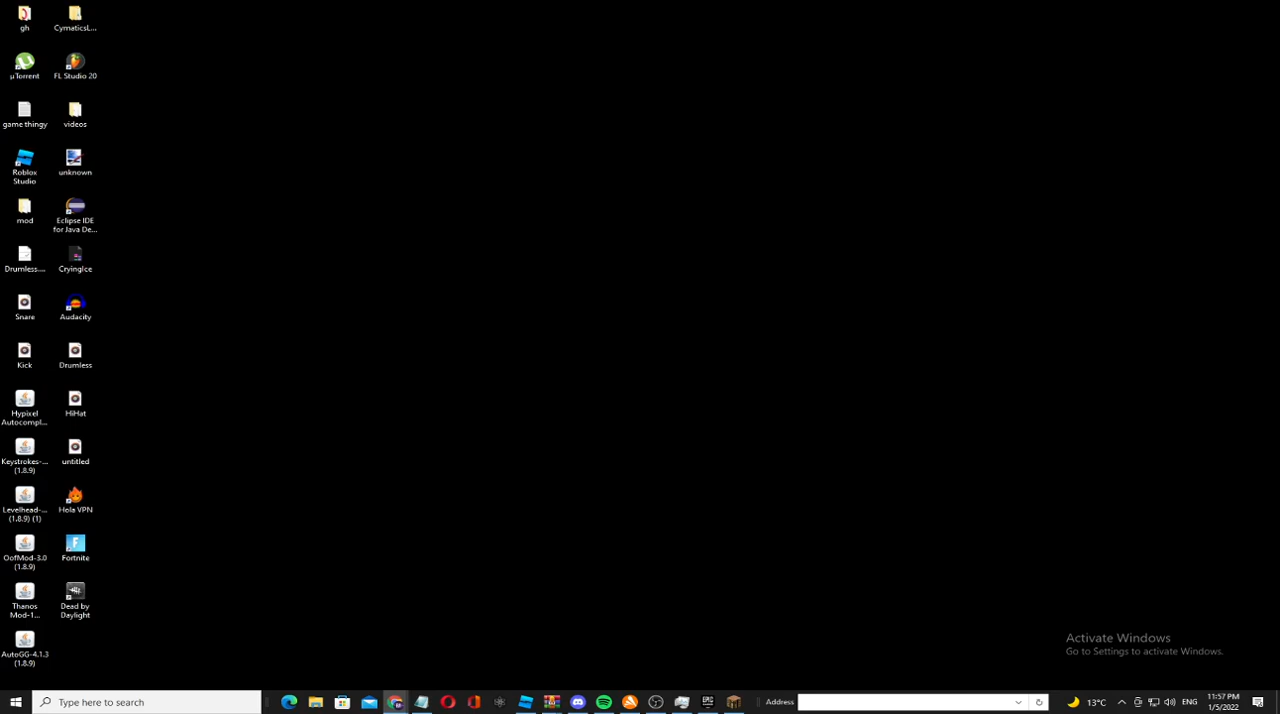 gh
CymaticsL...
µTorrent
FL Studio 20
game thingy
videos
Roblox
Studio
unknown
mod
Eclipse IDE
for Java De...
Drumless....
CryingIce
Snare
Audacity
Kick
Drumless
Hypixel
Autocompl...
HiHat
Keystrokes-...
(1.8.9)
untitled
Levelhead-...
(1.8.9) (1)
Hola VPN
OofMod-3.0
(1.8.9)
Fortnite
Thanos
Mod-1...
Dead by
Daylight
AutoGG-4.1.3
(1.8.9)
Activate Windows
Go to Settings to activate Windows.
Type here to search
Address
13°C
ENG
11:57 PM
1/5/2022